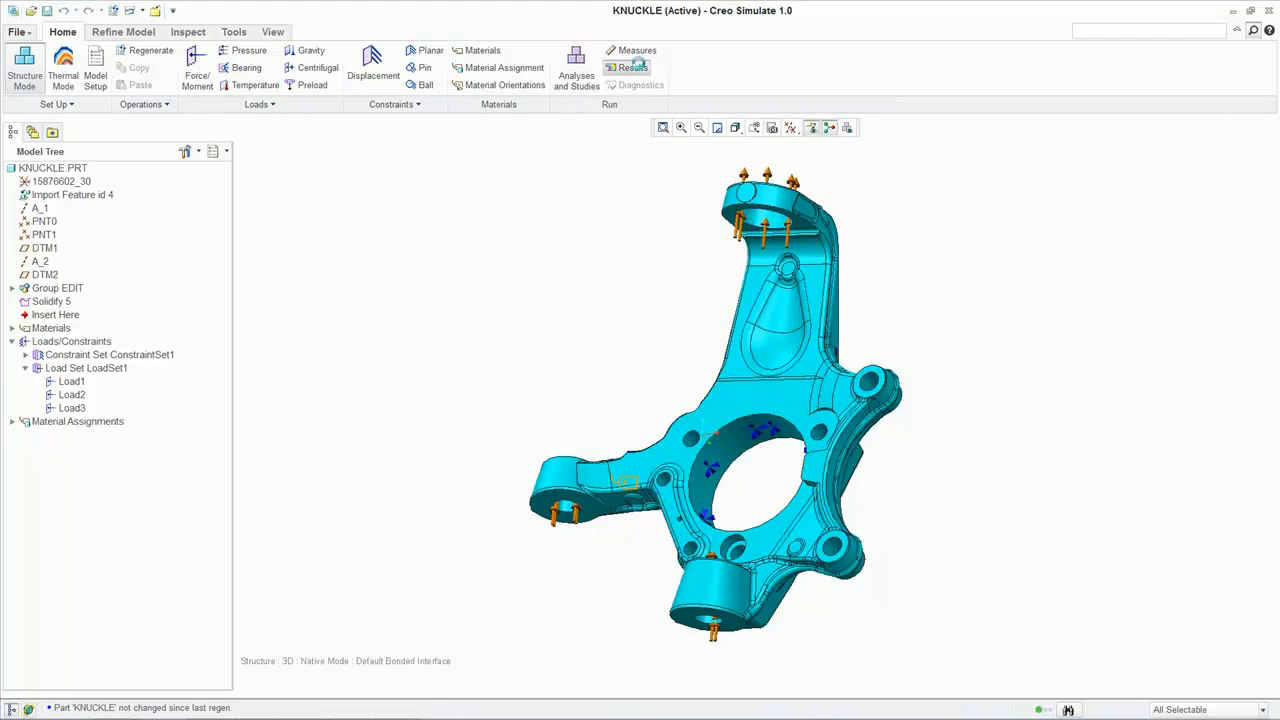 KNUCKLE (Active) - Creo Simulate 1.0
File Home Refine Model Inspect Tools View
Structure Mode
Thermal Mode
Model Setup
Set Up
Regenerate
Copy
Paste
Operations
Force/Moment
Pressure
Bearing
Temperature
Gravity
Centrifugal
Preload
Loads
Displacement
Planar
Pin
Ball
Constraints
Materials
Material Assignment
Material Orientations
Materials
Analyses and Studies
Measures
Results
Diagnostics
Run
Model Tree
KNUCKLE.PRT
15876602_30
Import Feature id 4
A_1
PNT0
PNT1
DTM1
A_2
DTM2
Group EDIT
Solidify 5
Insert Here
Materials
Loads/Constraints
Constraint Set ConstraintSet1
Load Set LoadSet1
Load1
Load2
Load3
Material Assignments
Structure : 3D : Native Mode : Default Bonded Interface
Part 'KNUCKLE' not changed since last regen.
All Selectable